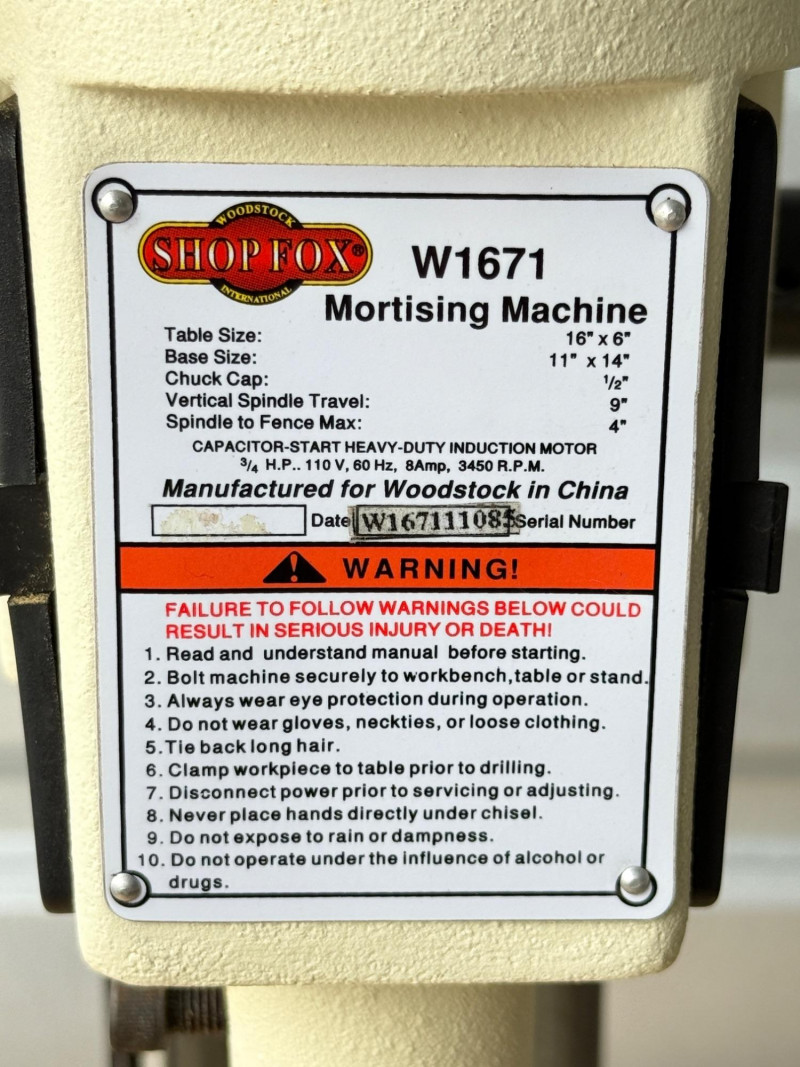 WOODSTOCK
SHOP FOX®
INTERNATIONAL
W1671
Mortising Machine
Table Size: 16" x 6"
Base Size: 11" x 14"
Chuck Cap: 1/2"
Vertical Spindle Travel: 9"
Spindle to Fence Max: 4"
CAPACITOR-START HEAVY-DUTY INDUCTION MOTOR
3/4 H.P.. 110 V, 60 Hz, 8Amp, 3450 R.P.M.
Manufactured for Woodstock in China
Date W167111085 Serial Number
WARNING!
FAILURE TO FOLLOW WARNINGS BELOW COULD
RESULT IN SERIOUS INJURY OR DEATH!
1. Read and understand manual before starting.
2. Bolt machine securely to workbench,table or stand.
3. Always wear eye protection during operation.
4. Do not wear gloves, neckties, or loose clothing.
5. Tie back long hair.
6. Clamp workpiece to table prior to drilling.
7. Disconnect power prior to servicing or adjusting.
8. Never place hands directly under chisel.
9. Do not expose to rain or dampness.
10. Do not operate under the influence of alcohol or
drugs.